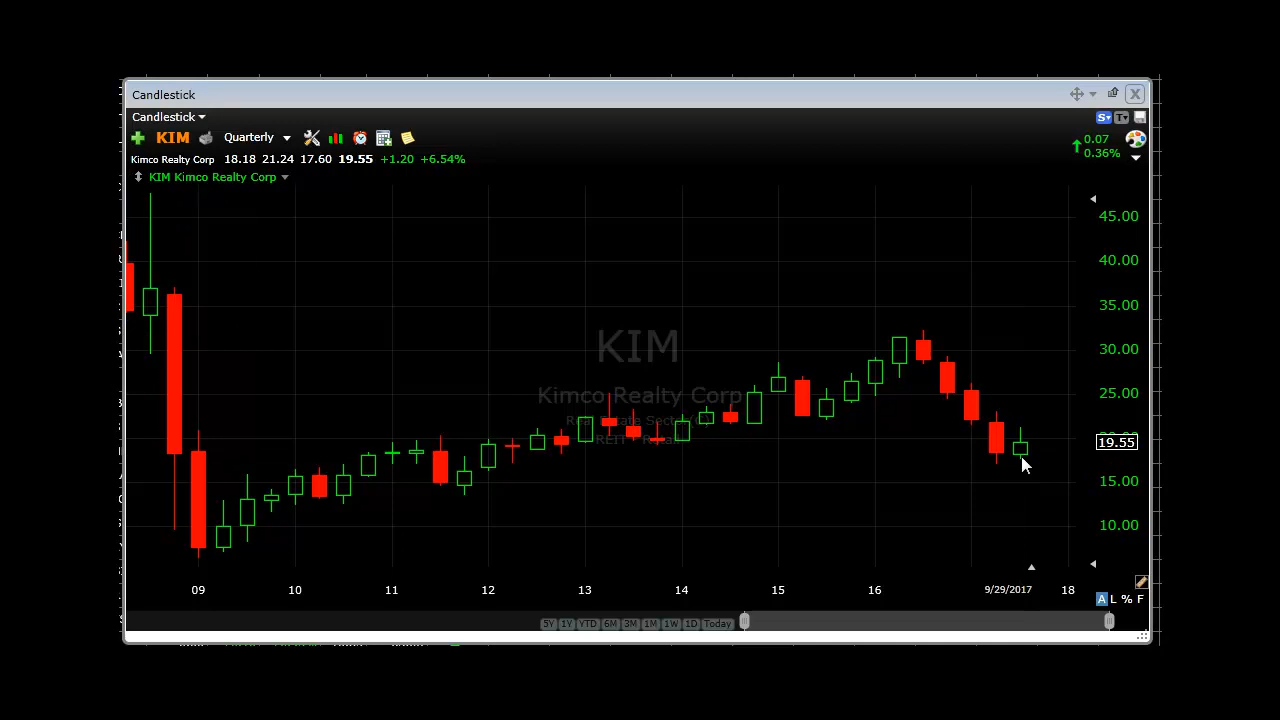 Candlestick
Candlestick
S T
KIM Quarterly
0.07
0.36%
Kimco Realty Corp 18.18 21.24 17.60 19.55 +1.20 +6.54%
KIM Kimco Realty Corp
45.00
40.00
35.00
30.00
25.00
19.55
15.00
10.00
KIM
Kimco Realty Corp
09 10 11 12 13 14 15 16 9/29/2017 18
A L % F
5Y 1Y YTD 6M 3M 1M 1W 1D Today